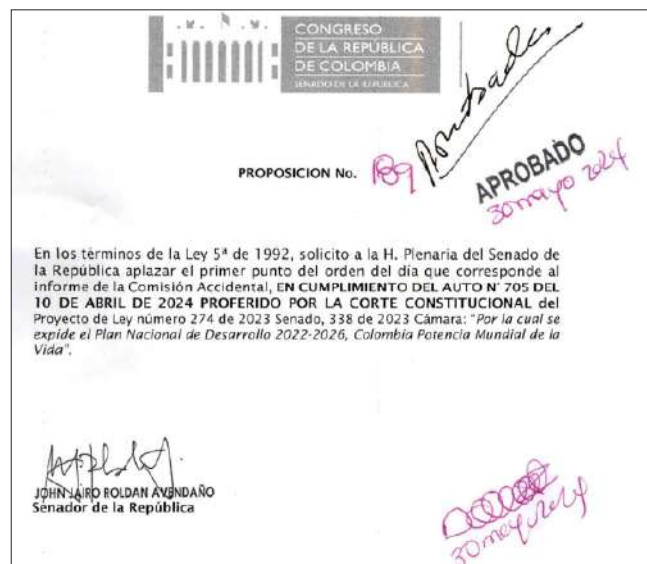 CONGRESO
DE LA REPÚBLICA
DE COLOMBIA
SENADO DE LA REPÚBLICA
PROPOSICION No. 189
APROBADO
30 mayo 2024
En los términos de la Ley 5ª de 1992, solicito a la H. Plenaria del Senado de
la República aplazar el primer punto del orden del día que corresponde al
informe de la Comisión Accidental, EN CUMPLIMIENTO DEL AUTO N° 705 DEL
10 DE ABRIL DE 2024 PROFERIDO POR LA CORTE CONSTITUCIONAL del
Proyecto de Ley número 274 de 2023 Senado, 338 de 2023 Cámara: "Por la cual se
expide el Plan Nacional de Desarrollo 2022-2026, Colombia Potencia Mundial de la
Vida".
JOHN JAIRO ROLDAN AVENDAÑO
Senador de la República
30 mayo 2024